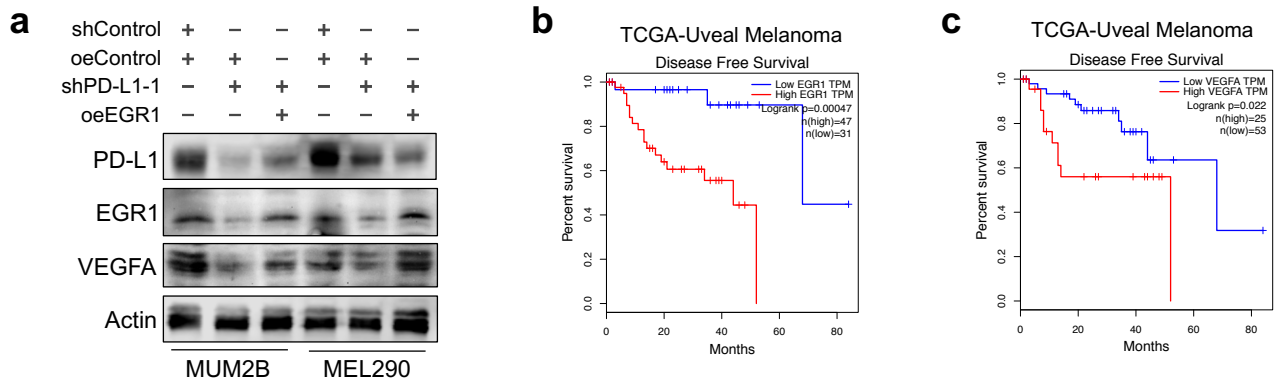 a
shControl + − − + − −
oeControl + + − + + −
shPD-L1-1 − + + − + +
oeEGR1 − − + − − +
PD-L1
EGR1
VEGFA
Actin
MUM2B MEL290
b
TCGA-Uveal Melanoma
Disease Free Survival
Low EGR1 TPM
High EGR1 TPM
Logrank p=0.00047
n(high)=47
n(low)=31
Percent survival
1.0
0.8
0.6
0.4
0.2
0.0
0 20 40 60 80
Months
c
TCGA-Uveal Melanoma
Disease Free Survival
Low VEGFA TPM
High VEGFA TPM
Logrank p=0.022
n(high)=25
n(low)=53
Percent survival
1.0
0.8
0.6
0.4
0.2
0.0
0 20 40 60 80
Months